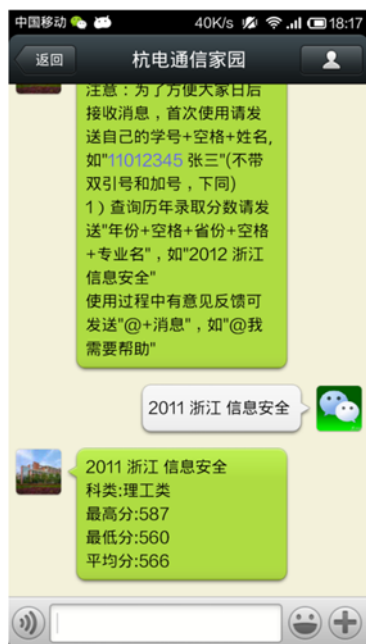 中国移动 40K/s 18:17
返回 杭电通信家园
注意：为了方便大家日后
接收消息，首次使用请发
送自己的学号+空格+姓名,
如"11012345 张三"(不带
双引号和加号，下同)
1）查询历年录取分数请发
送"年份+空格+省份+空格
+专业名"，如"2012 浙江
信息安全"
使用过程中有意见反馈可
发送"@+消息"，如"@我
需要帮助"
2011 浙江 信息安全
2011 浙江 信息安全
科类:理工类
最高分:587
最低分:560
平均分:566